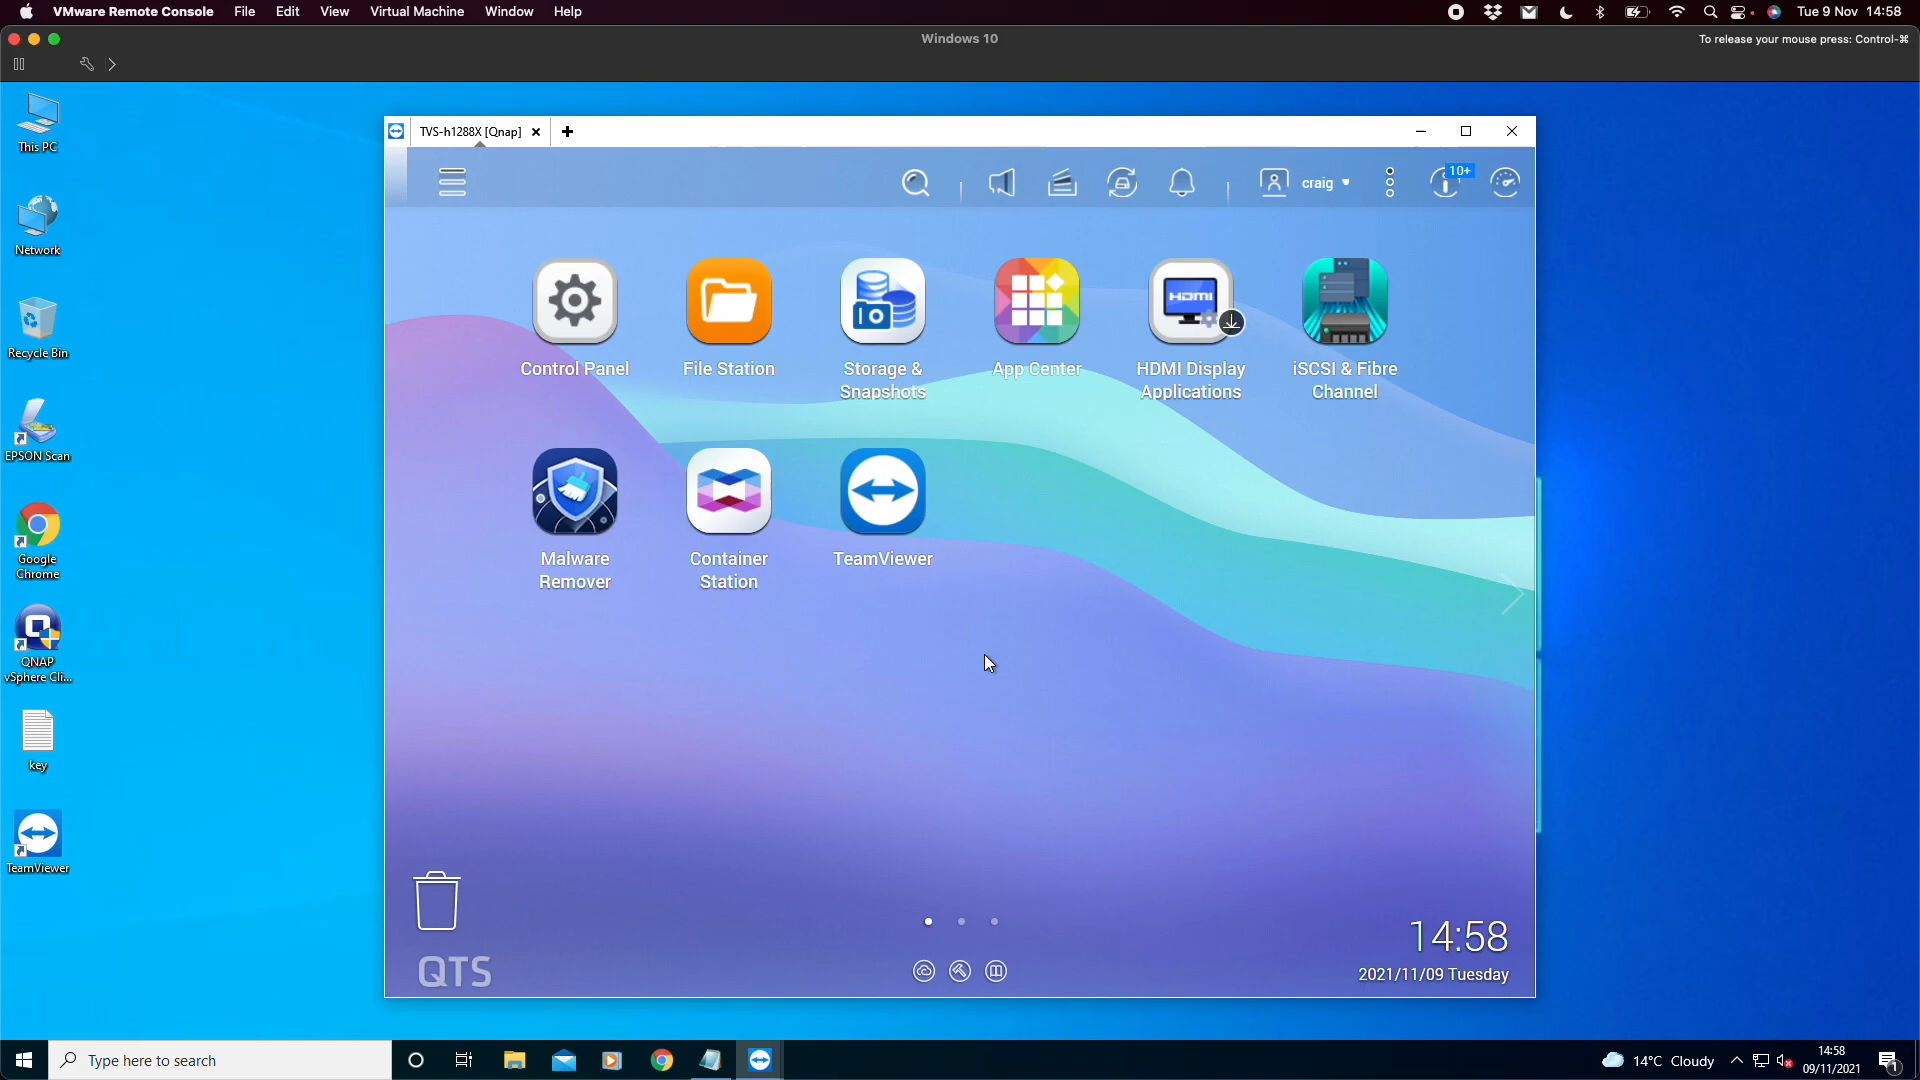 VMware Remote Console File Edit View Virtual Machine Window Help
Tue 9 Nov 14:58
Windows 10
To release your mouse press: Control-⌘
This PC
Network
Recycle Bin
EPSON Scan
Google
Chrome
QNAP
vSphere Cli...
key
TeamViewer
TVS-h1288X [Qnap]
craig
10+
Control Panel
File Station
Storage &
Snapshots
App Center
HDMI
HDMI Display
Applications
iSCSI & Fibre
Channel
Malware
Remover
Container
Station
TeamViewer
QTS
14:58
2021/11/09 Tuesday
Type here to search
14°C Cloudy
14:58
09/11/2021
1